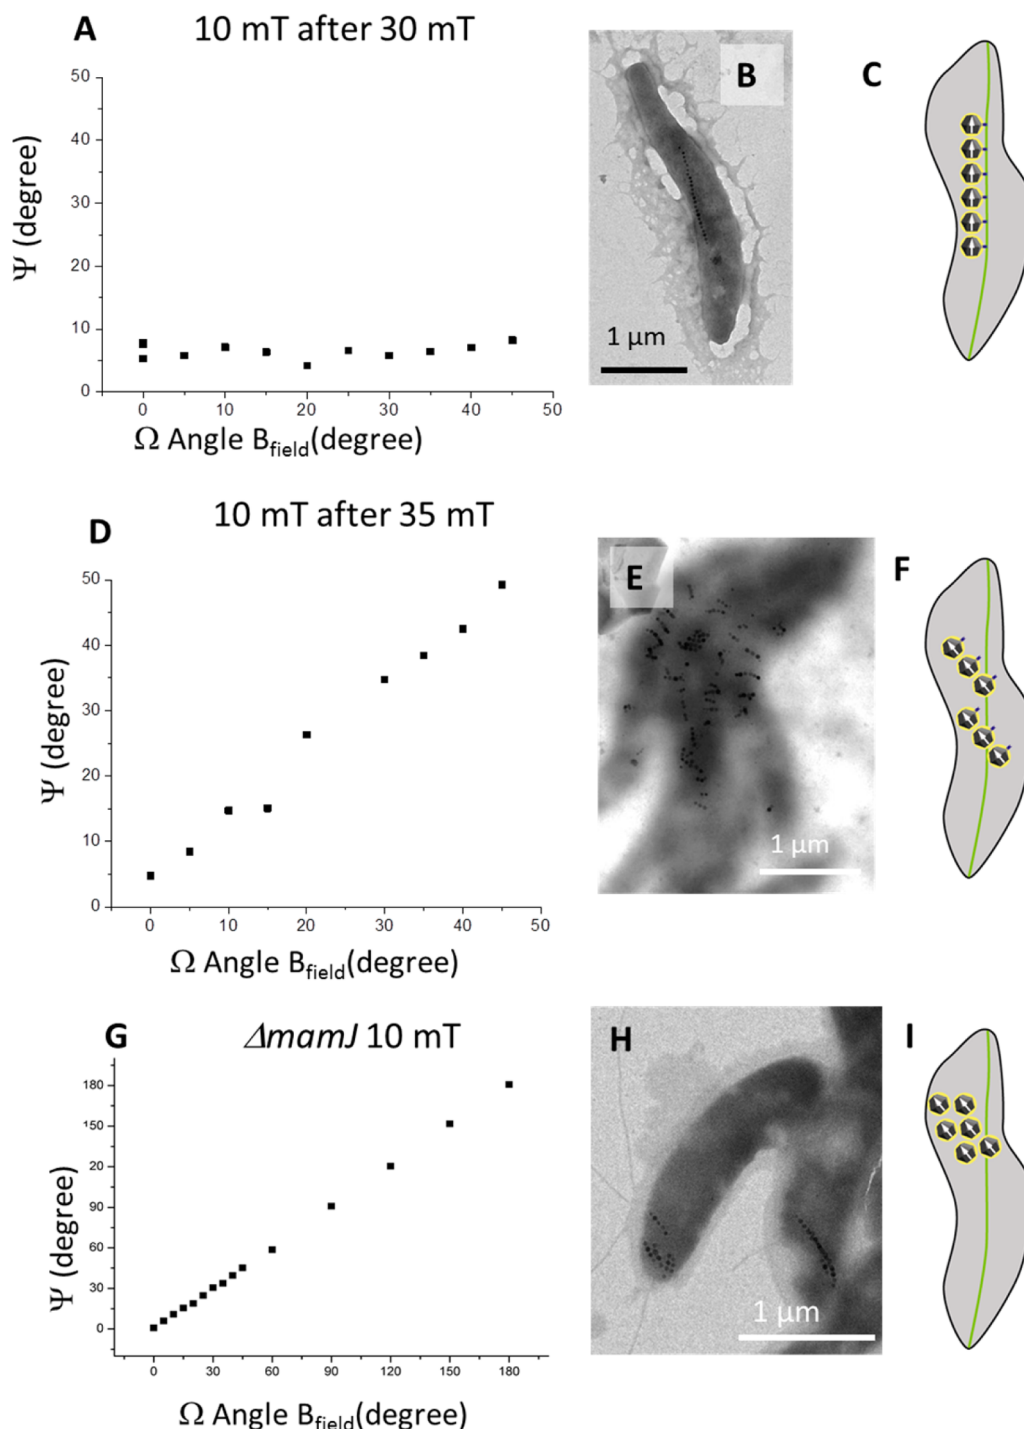 A
10 mT after 30 mT
50
40
30
20
10
0
Ψ (degree)
0 10 20 30 40 50
Ω Angle Bfield(degree)
B
1 μm
C
D
10 mT after 35 mT
50
40
30
20
10
0
Ψ (degree)
0 10 20 30 40 50
Ω Angle Bfield(degree)
E
1 μm
F
G
ΔmamJ 10 mT
180
150
20
90
60
30
0
Ψ (degree)
0 30 60 90 120 150 180
Ω Angle Bfield(degree)
H
1 μm
I